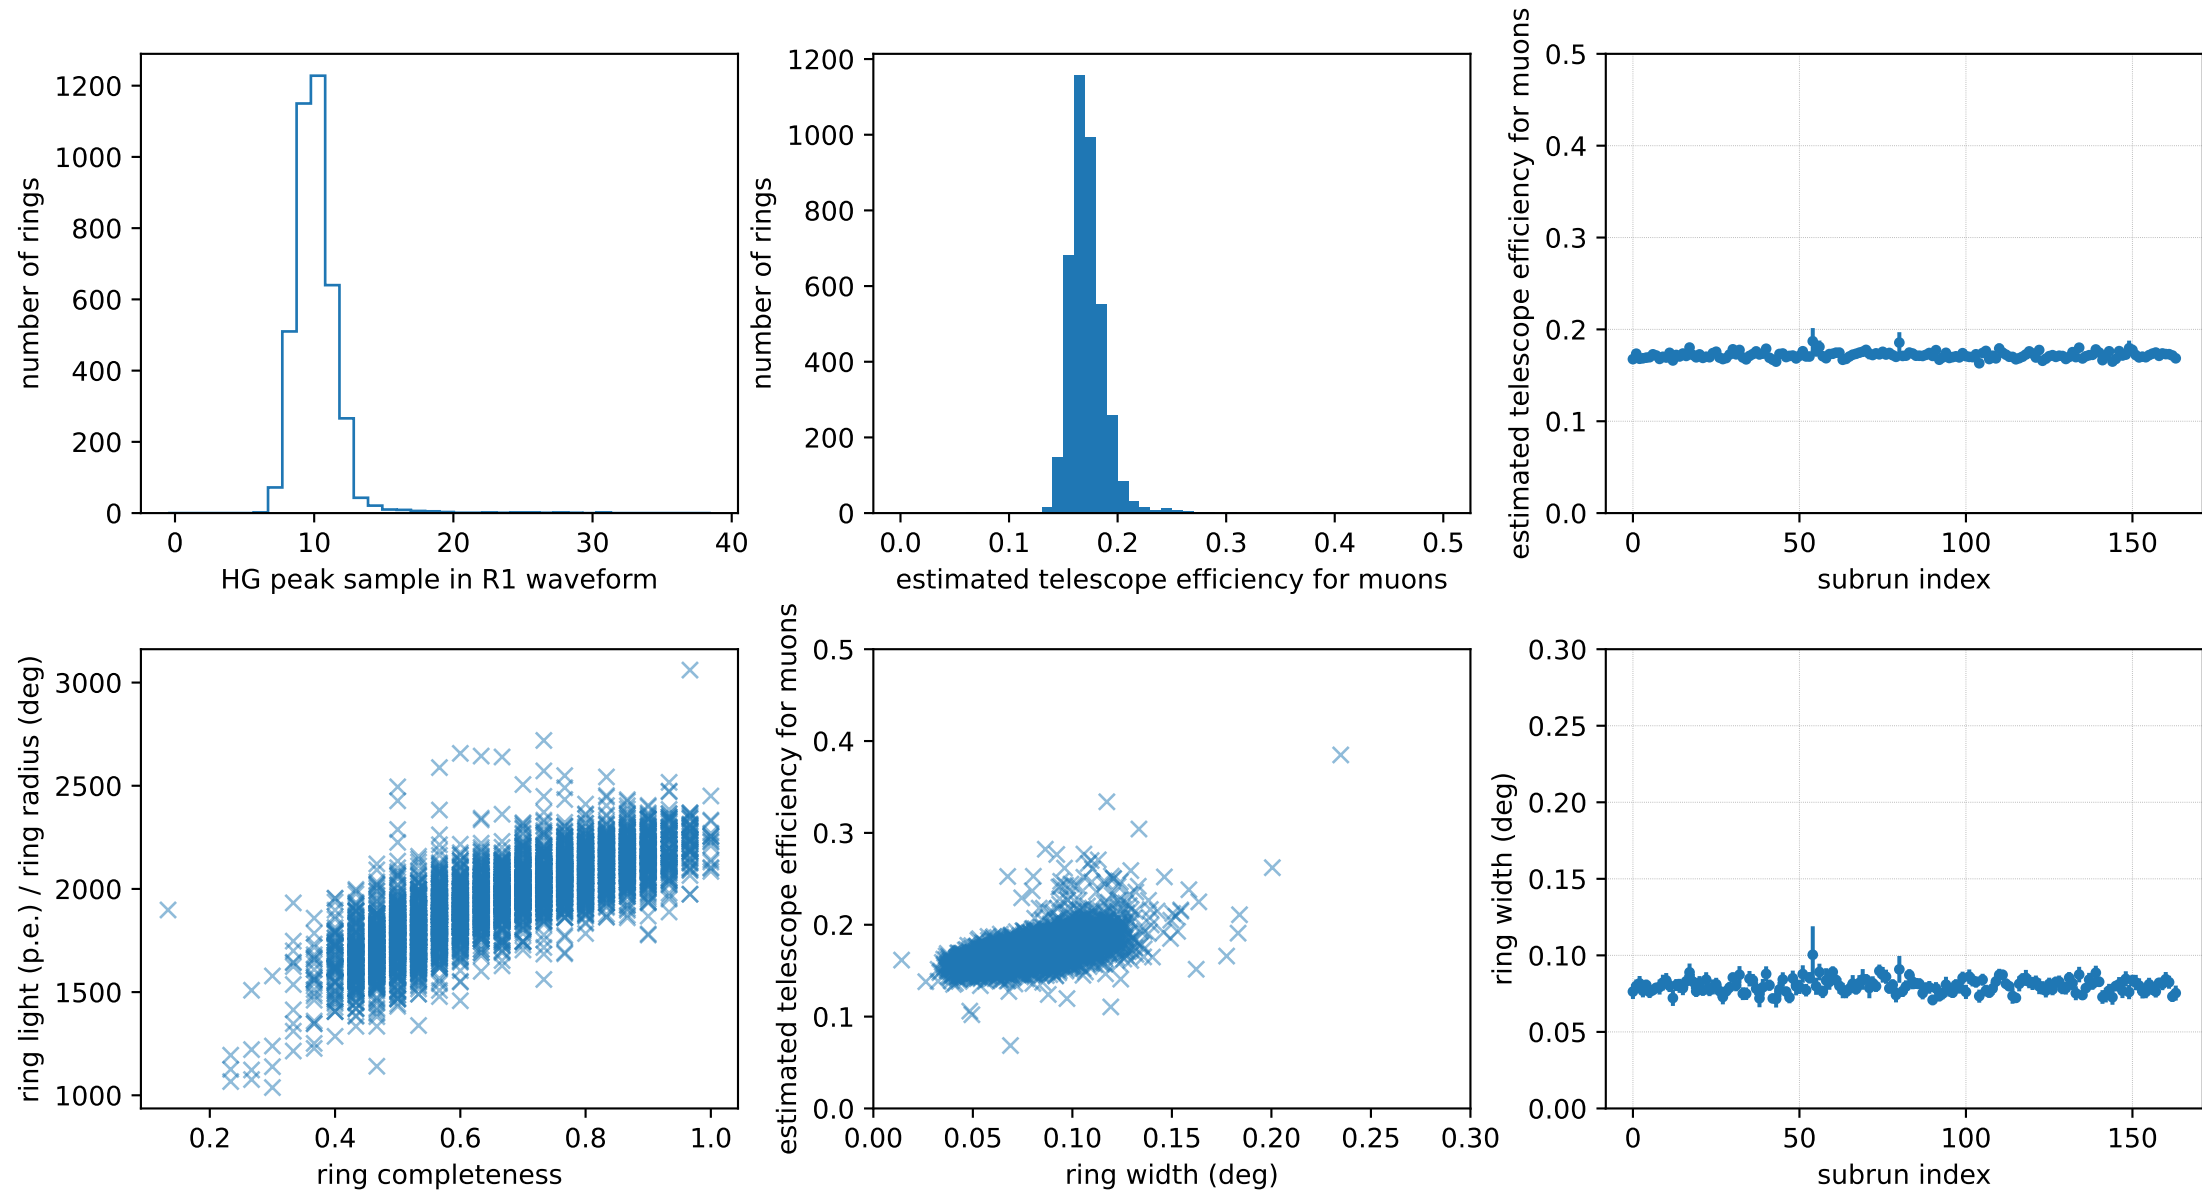 number of rings
1200
1000
800
600
400
200
0
0 10 20 30 40
HG peak sample in R1 waveform
number of rings
1200
1000
800
600
400
200
0
0.0 0.1 0.2 0.3 0.4 0.5
estimated telescope efficiency for muons
estimated telescope efficiency for muons
0.5
0.4
0.3
0.2
0.1
0.0
0 50 100 150
subrun index
ring light (p.e.) / ring radius (deg)
3000
2500
2000
1500
1000
0.2 0.4 0.6 0.8 1.0
ring completeness
estimated telescope efficiency for muons
0.5
0.4
0.3
0.2
0.1
0.0
0.00 0.05 0.10 0.15 0.20 0.25 0.30
ring width (deg)
ring width (deg)
0.30
0.25
0.20
0.15
0.10
0.05
0.00
0 50 100 150
subrun index